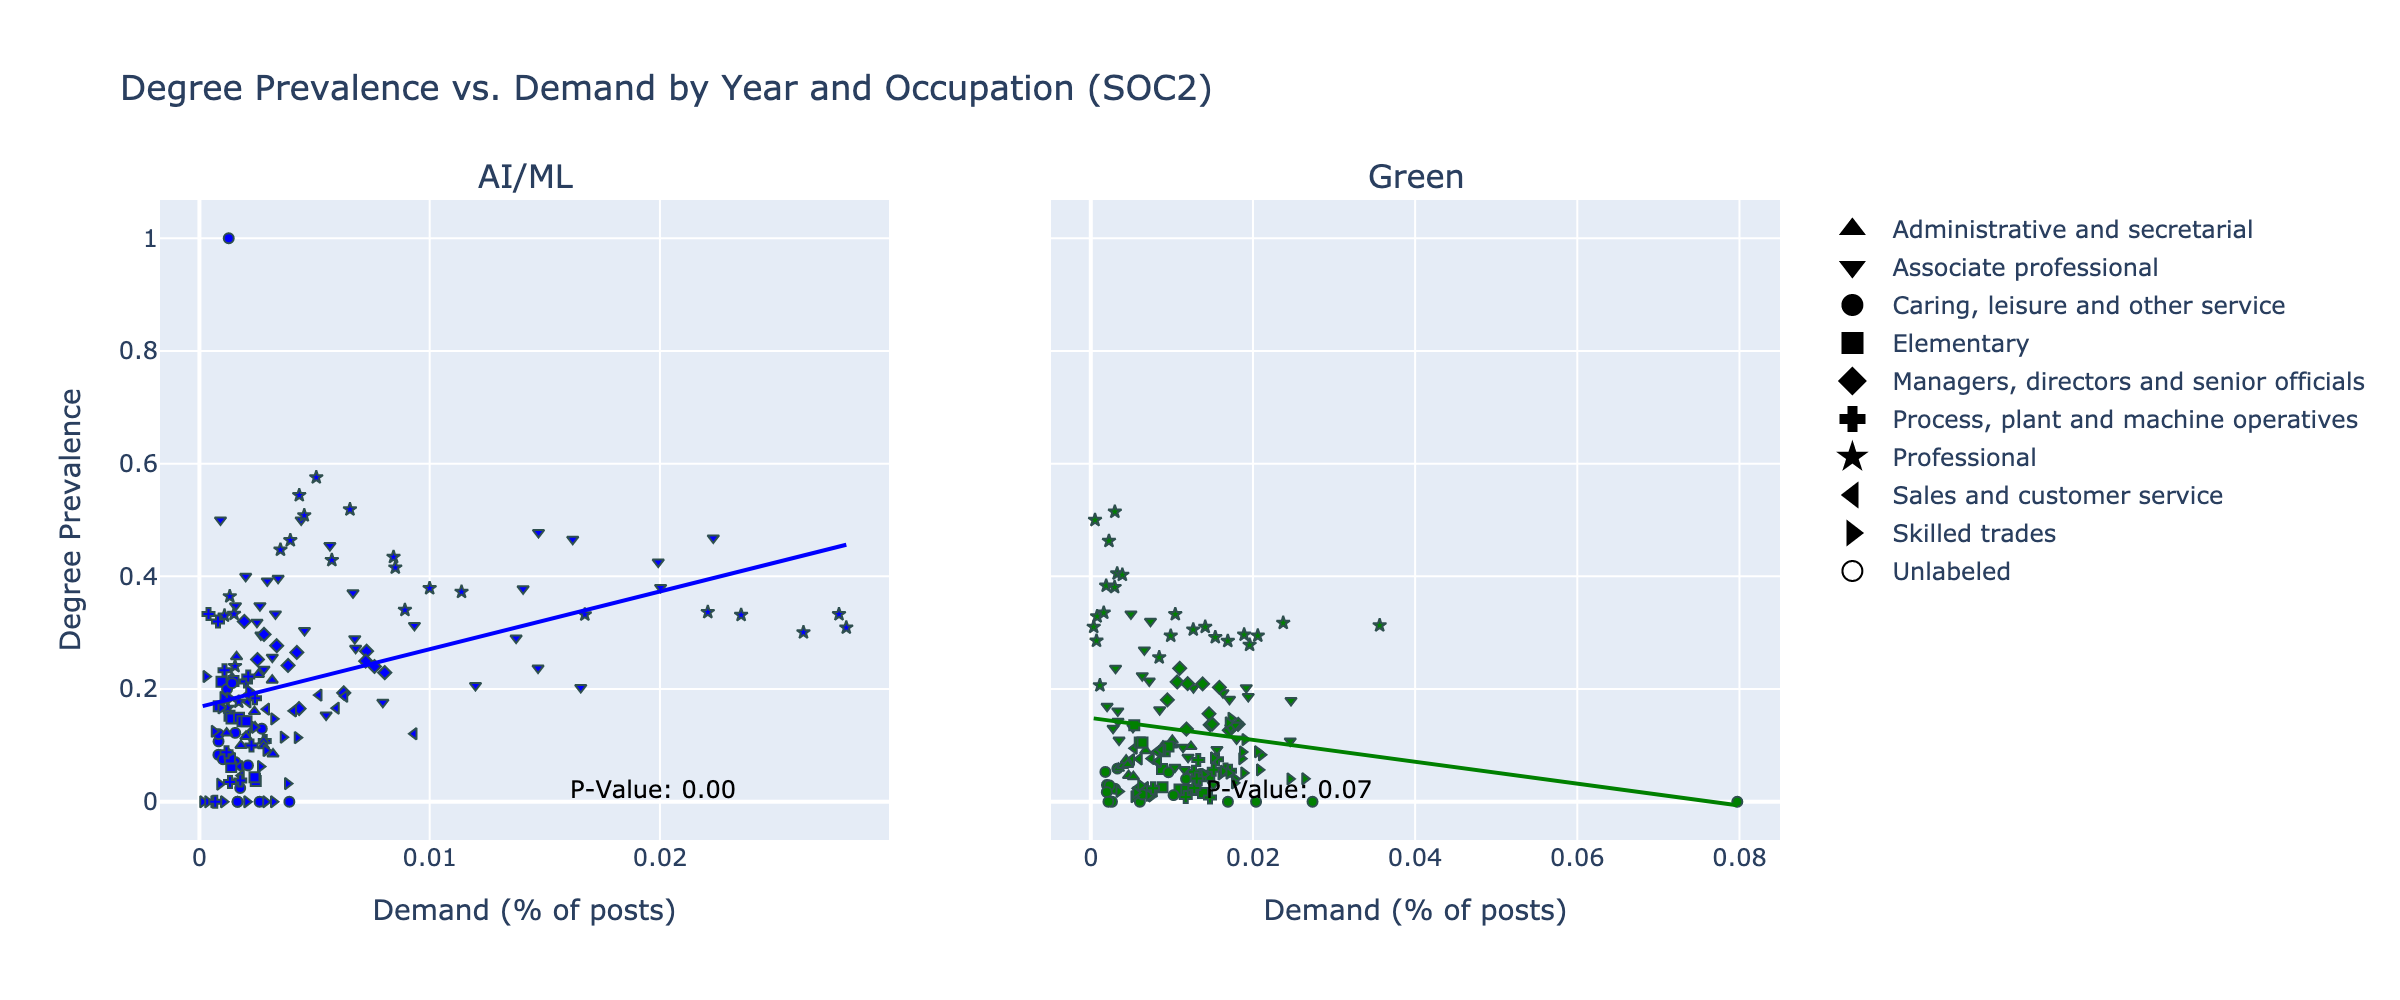 Degree Prevalence vs. Demand by Year and Occupation (SOC2)
AI/ML
Green
Degree Prevalence
1
0.8
0.6
0.4
0.2
0
P-Value: 0.00
P-Value: 0.07
0
0.01
0.02
0
0.02
0.04
0.06
0.08
Demand (% of posts)
Demand (% of posts)
Administrative and secretarial
Associate professional
Caring, leisure and other service
Elementary
Managers, directors and senior officials
Process, plant and machine operatives
Professional
Sales and customer service
Skilled trades
Unlabeled